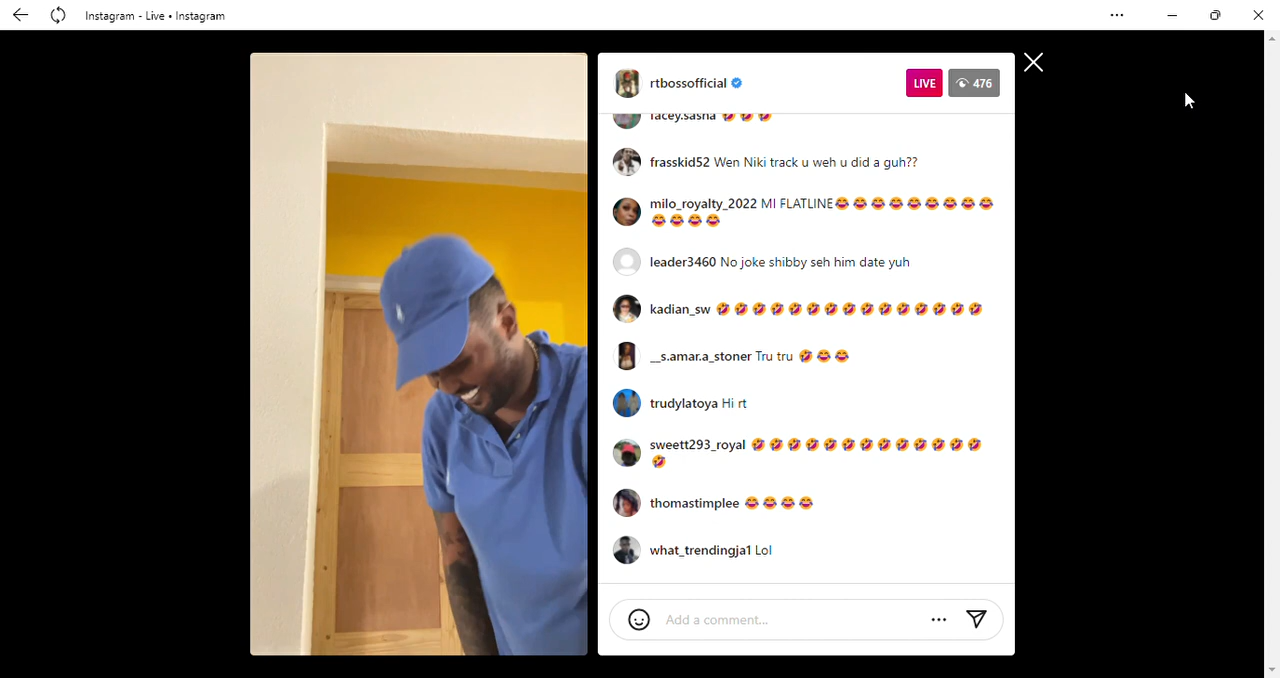 Instagram - Live • Instagram
rtbossofficial
LIVE
476
racey.sasha 🤣🤣🤣
frasskid52 Wen Niki track u weh u did a guh??
milo_royalty_2022 MI FLATLINE😂😂😂😂😂😂😂😂😂
😂😂😂😂
leader3460 No joke shibby seh him date yuh
kadian_sw 🤣🤣🤣🤣🤣🤣🤣🤣🤣🤣🤣🤣🤣🤣🤣
__s.amar.a_stoner Tru tru 🤣😂😂
trudylatoya Hi rt
sweett293_royal 🤣🤣🤣🤣🤣🤣🤣🤣🤣🤣🤣🤣🤣
🤣
thomastimplee 😂😂😂😂
what_trendingja1 Lol
Add a comment...